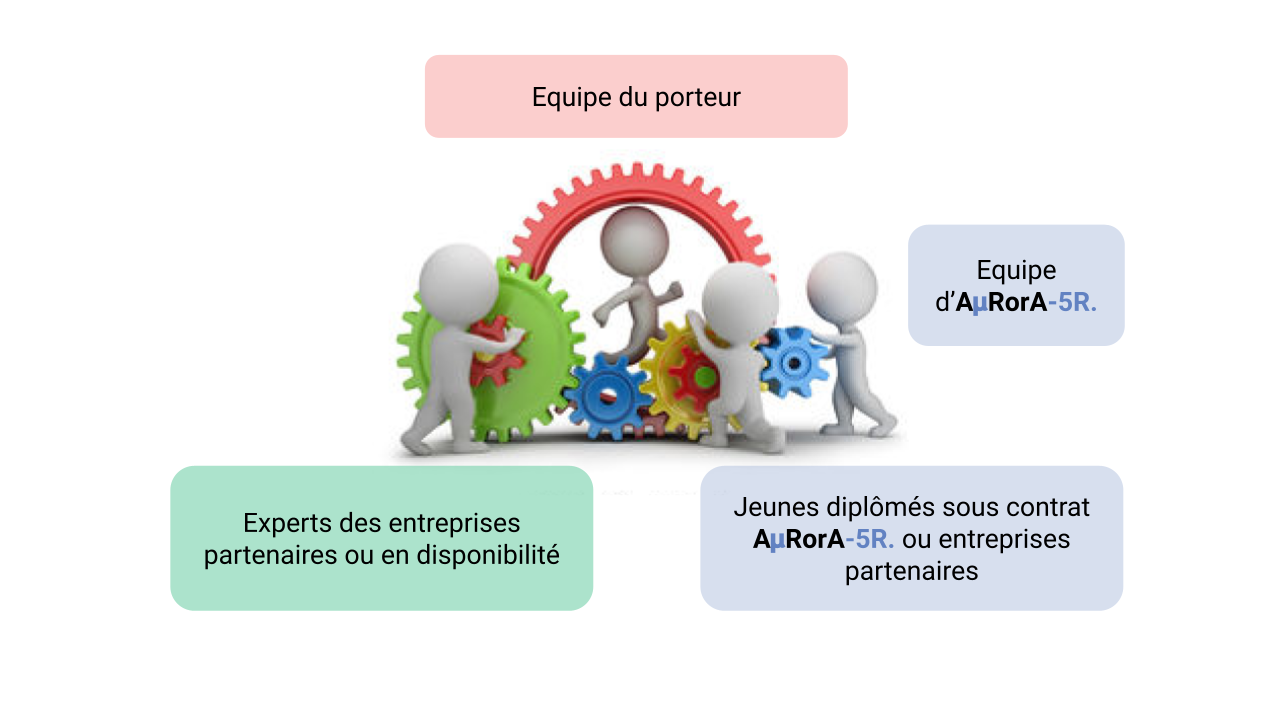 Equipe du porteur
Equipe
d’AµRorA-5R.
Experts des entreprises
partenaires ou en disponibilité
Jeunes diplômés sous contrat
AµRorA-5R. ou entreprises
partenaires